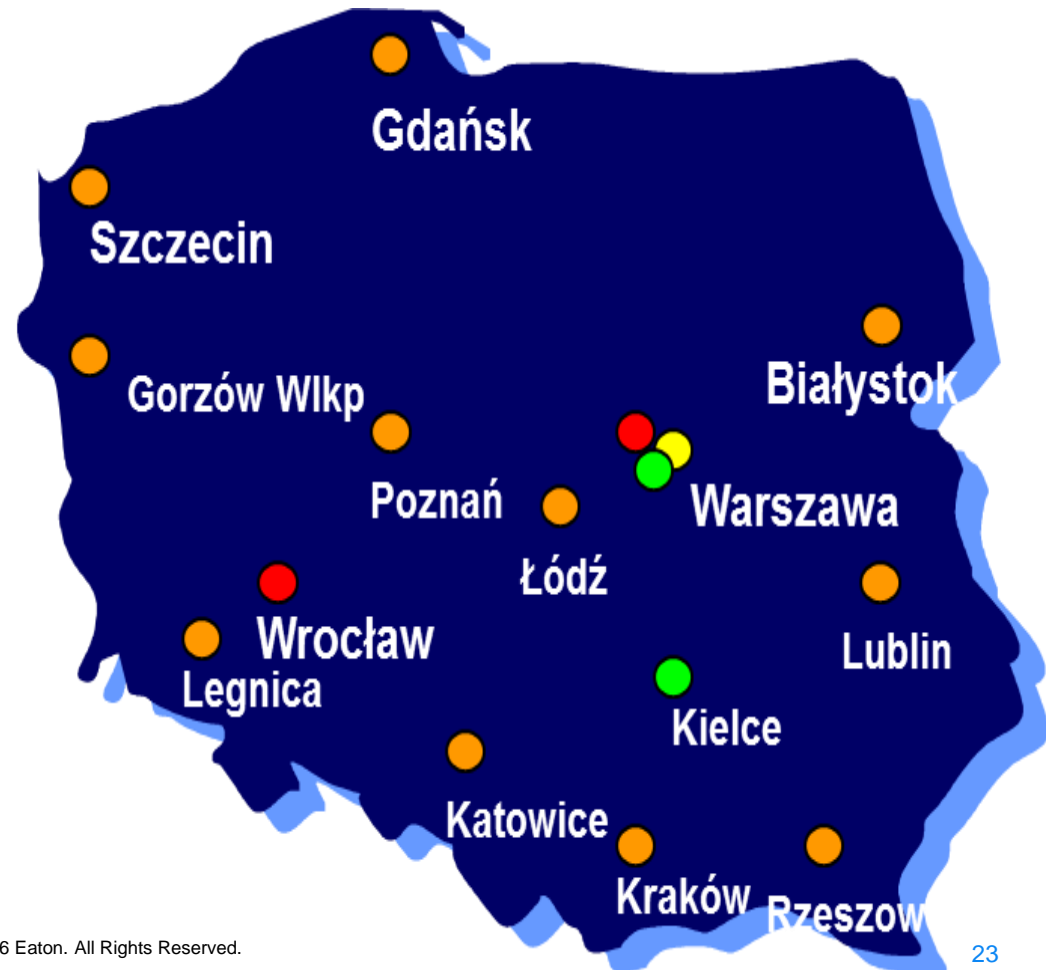 Gdańsk
Szczecin
Białystok
Gorzów Wlkp
Poznań
Warszawa
Łódź
Wrocław
Lublin
Legnica
Kielce
Katowice
Kraków
Rzeszow
6 Eaton. All Rights Reserved.
23